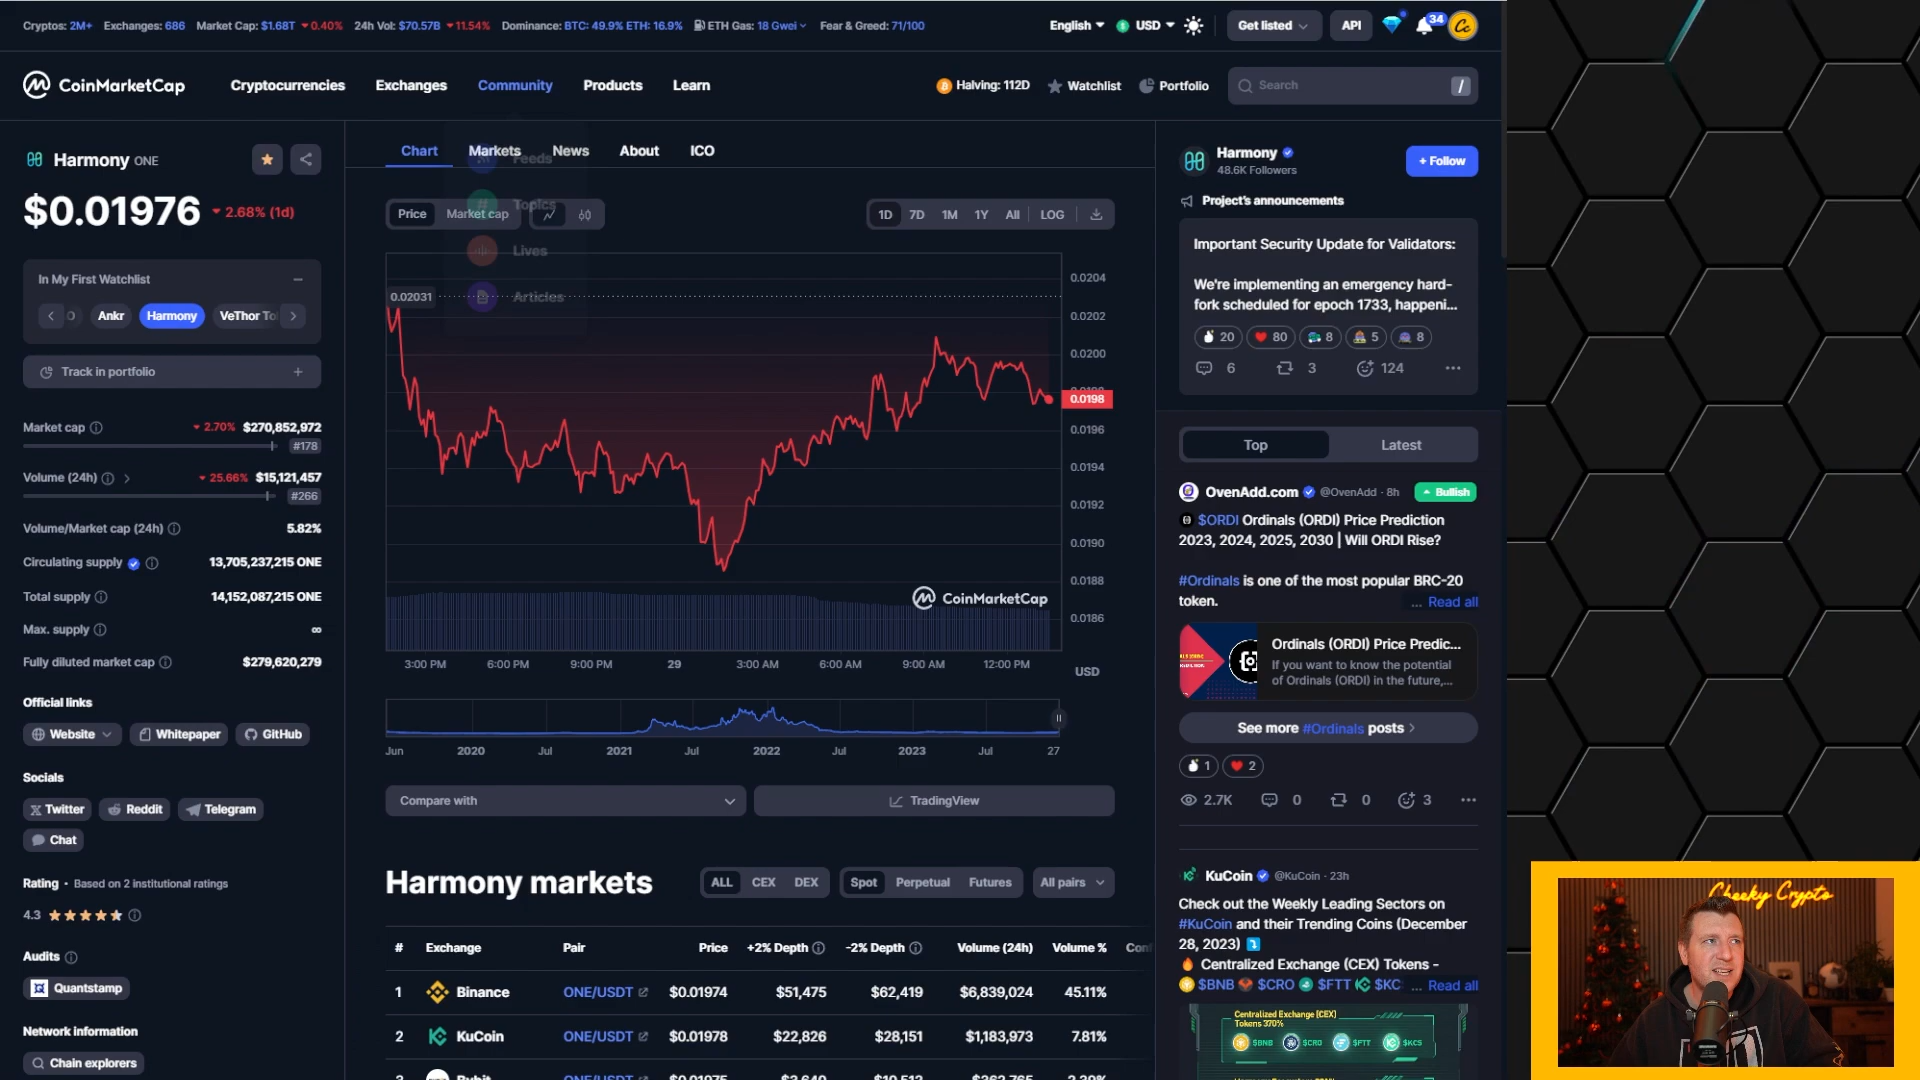 Cryptos: 2M+ Exchanges: 686 Market Cap: $1.68T 0.40% 24h Vol: $70.57B 11.54% Dominance: BTC: 49.9% ETH: 16.9% ETH Gas: 18 Gwei Fear & Greed: 71/100
English USD Get listed API 34
CoinMarketCap Cryptocurrencies Exchanges Community Products Learn
Halving: 112D Watchlist Portfolio Search /
Harmony ONE
$0.01976 2.68% (1d)
In My First Watchlist
Ankr Harmony VeThor To
Track in portfolio +
Market cap 2.70% $270,852,972
#178
Volume (24h) 25.66% $15,121,457
#266
Volume/Market cap (24h) 5.82%
Circulating supply 13,705,237,215 ONE
Total supply 14,152,087,215 ONE
Max. supply ∞
Fully diluted market cap $279,620,279
Official links
Website Whitepaper GitHub
Socials
Twitter Reddit Telegram
Chat
Rating • Based on 2 institutional ratings
4.3
Audits
Quantstamp
Network information
Chain explorers
Chart Markets News About ICO
Feeds
Topics
Lives
Articles
Price Market cap
1D 7D 1M 1Y All LOG
0.02031
0.0204
0.0202
0.0200
0.0198
0.0198
0.0196
0.0194
0.0192
0.0190
0.0188
0.0186
CoinMarketCap
3:00 PM 6:00 PM 9:00 PM 29 3:00 AM 6:00 AM 9:00 AM 12:00 PM USD
Jun 2020 Jul 2021 Jul 2022 Jul 2023 Jul 27
Compare with TradingView
Harmony markets
ALL CEX DEX Spot Perpetual Futures All pairs
# Exchange Pair Price +2% Depth -2% Depth Volume (24h) Volume % Con
1 Binance ONE/USDT $0.01974 $51,475 $62,419 $6,839,024 45.11%
2 KuCoin ONE/USDT $0.01978 $22,826 $28,151 $1,183,973 7.81%
Harmony
48.6K Followers
+ Follow
Project's announcements
Important Security Update for Validators:
We're implementing an emergency hard-
fork scheduled for epoch 1733, happeni...
20 80 8 5 8
6 3 124
Top Latest
OvenAdd.com @OvenAdd · 8h Bullish
$ORDI Ordinals (ORDI) Price Prediction
2023, 2024, 2025, 2030 | Will ORDI Rise?
#Ordinals is one of the most popular BRC-20
token. ... Read all
Ordinals (ORDI) Price Predic...
If you want to know the potential
of Ordinals (ORDI) in the future,...
See more #Ordinals posts
1 2
2.7K 0 0 3
KuCoin @KuCoin · 23h
Check out the Weekly Leading Sectors on
#KuCoin and their Trending Coins (December
28, 2023)
Centralized Exchange (CEX) Tokens -
$BNB $CRO $FTT $KC ... Read all
Centralized Exchange (CEX)
Tokens 370%
$BNB $CRO $FTT $KCS
Cheeky Crypto